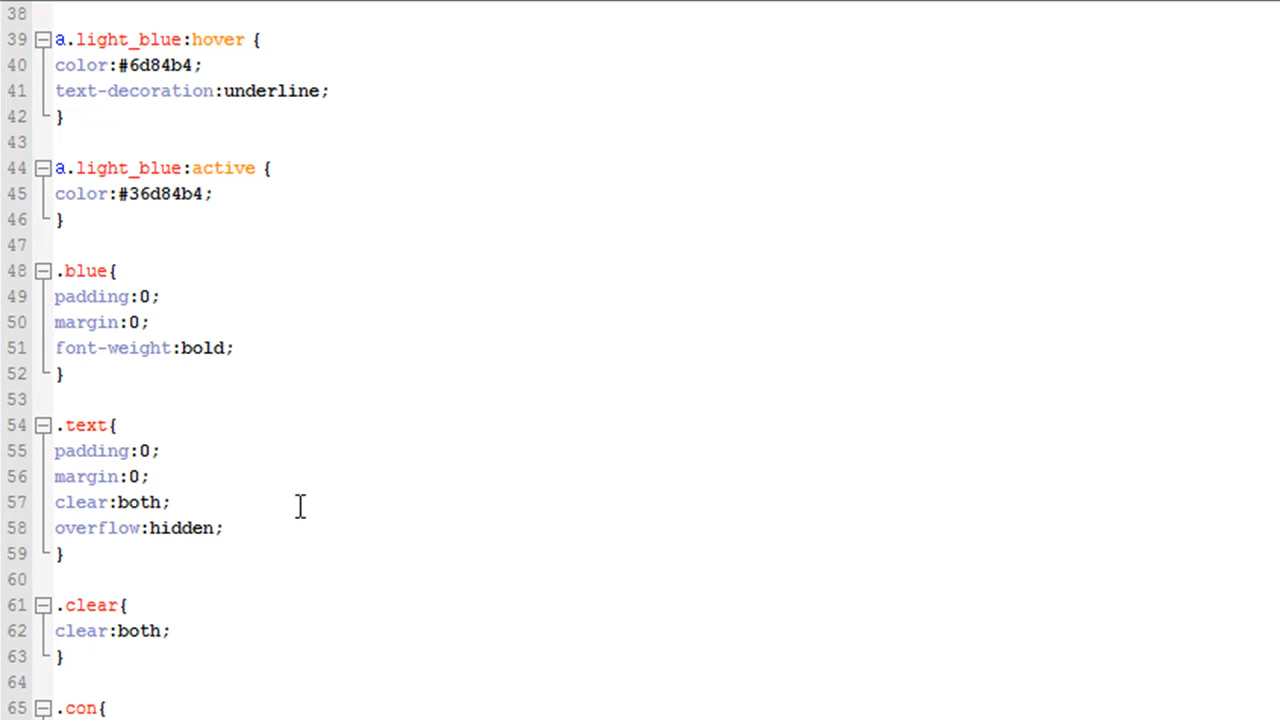 38
39 a.light_blue:hover {
40 color:#6d84b4;
41 text-decoration:underline;
42 }
43
44 a.light_blue:active {
45 color:#36d84b4;
46 }
47
48 .blue{
49 padding:0;
50 margin:0;
51 font-weight:bold;
52 }
53
54 .text{
55 padding:0;
56 margin:0;
57 clear:both;
58 overflow:hidden;
59 }
60
61 .clear{
62 clear:both;
63 }
64
65 .con{